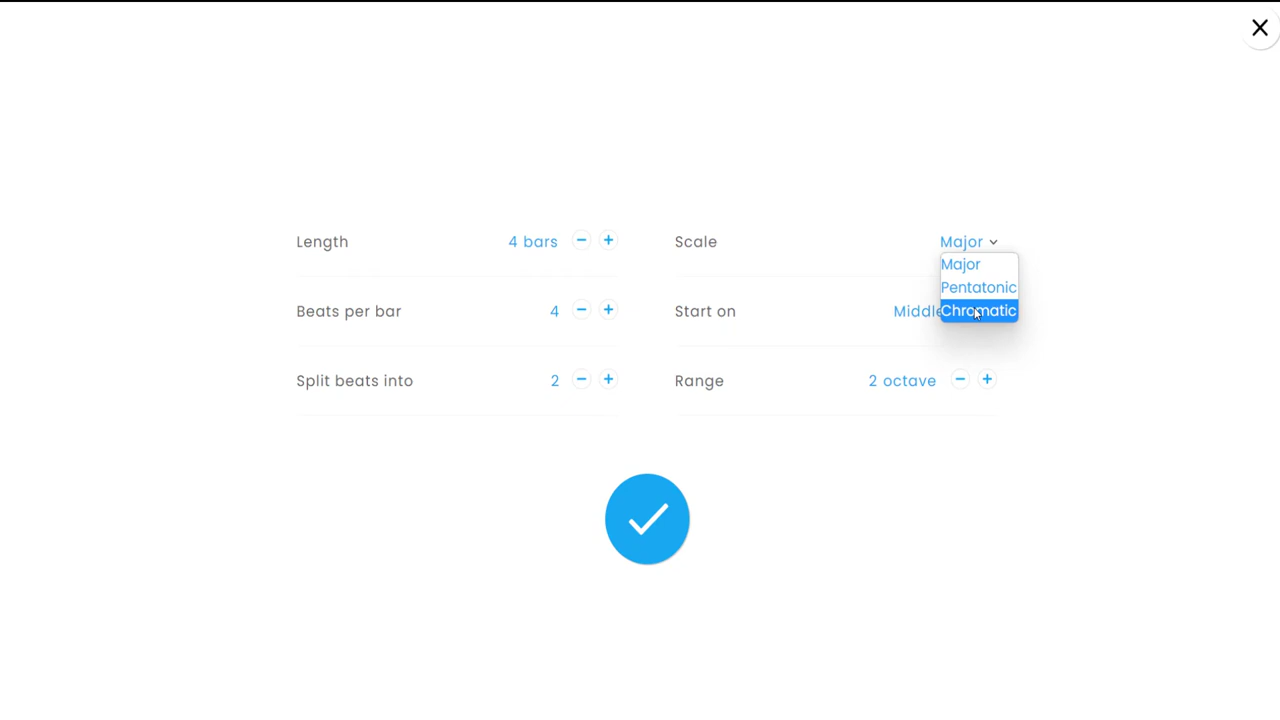 Length 4 bars − + Scale Major
Major
Pentatonic
Beats per bar 4 − + Start on Middle Chromatic
Split beats into 2 − + Range 2 octave − +